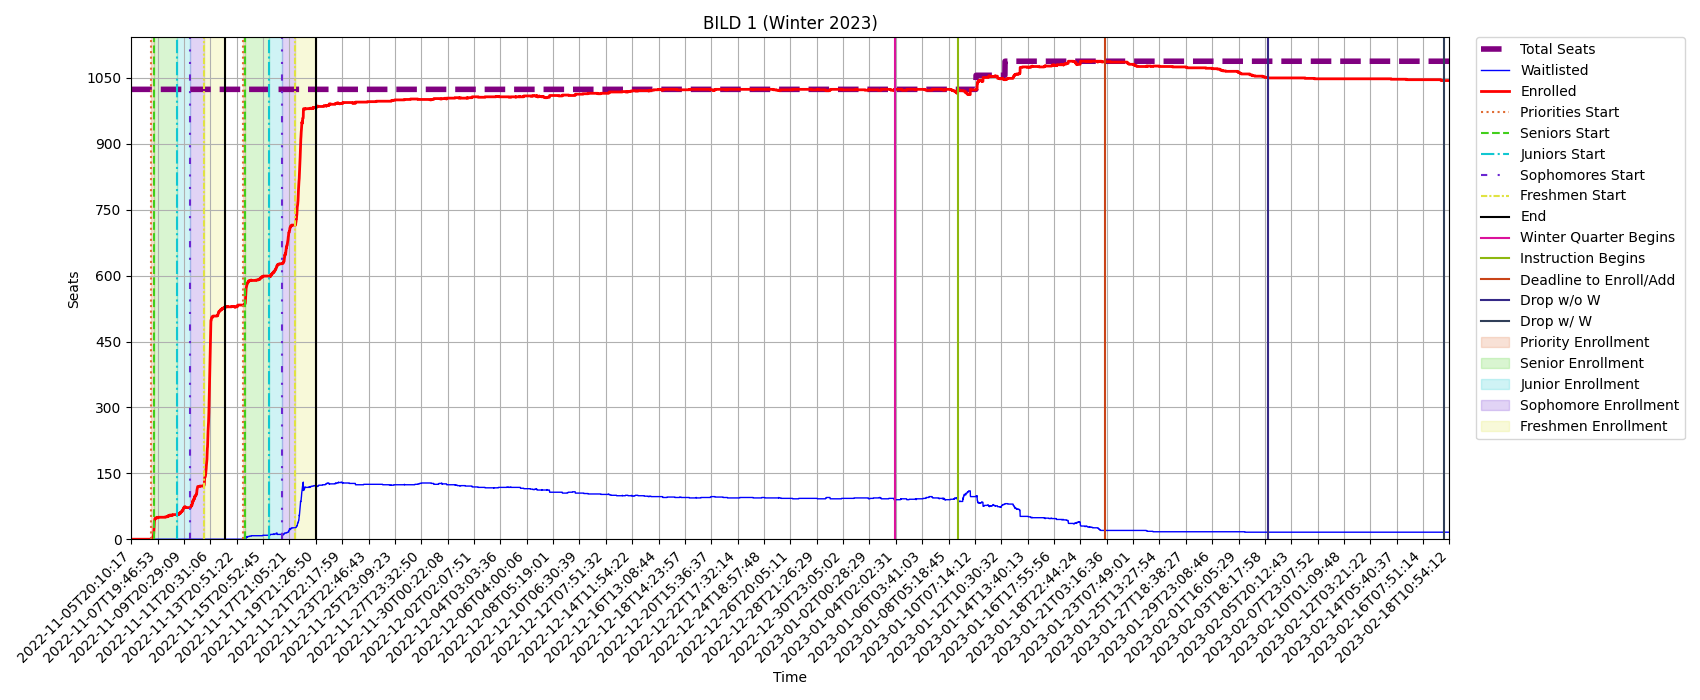 BILD 1 (Winter 2023)
Seats
1050
900
750
600
450
300
150
0
2022-11-05T20:10:17
2022-11-07T19:46:53
2022-11-09T20:29:09
2022-11-11T20:31:06
2022-11-13T20:51:22
2022-11-15T20:52:45
2022-11-17T21:05:21
2022-11-19T21:26:50
2022-11-21T22:17:59
2022-11-23T22:46:43
2022-11-25T23:09:23
2022-11-27T23:32:50
2022-11-30T00:22:08
2022-12-02T02:07:51
2022-12-04T03:03:36
2022-12-06T04:00:06
2022-12-08T05:19:01
2022-12-10T06:30:39
2022-12-12T07:51:32
2022-12-14T11:54:22
2022-12-16T13:08:44
2022-12-18T14:23:57
2022-12-20T15:36:37
2022-12-22T17:32:14
2022-12-24T18:57:48
2022-12-26T20:05:11
2022-12-28T21:26:29
2022-12-30T23:05:02
2023-01-02T00:28:29
2023-01-04T02:02:31
2023-01-06T03:41:03
2023-01-08T05:18:45
2023-01-10T07:14:12
2023-01-12T10:30:32
2023-01-14T13:40:13
2023-01-16T17:55:56
2023-01-18T22:44:24
2023-01-21T03:16:36
2023-01-23T07:49:01
2023-01-25T13:27:54
2023-01-27T18:38:27
2023-01-29T23:08:46
2023-02-01T16:05:29
2023-02-03T18:17:58
2023-02-05T20:12:43
2023-02-07T23:07:52
2023-02-10T01:09:48
2023-02-12T03:21:22
2023-02-14T05:40:37
2023-02-16T07:51:14
2023-02-18T10:54:12
Time
Total Seats
Waitlisted
Enrolled
Priorities Start
Seniors Start
Juniors Start
Sophomores Start
Freshmen Start
End
Winter Quarter Begins
Instruction Begins
Deadline to Enroll/Add
Drop w/o W
Drop w/ W
Priority Enrollment
Senior Enrollment
Junior Enrollment
Sophomore Enrollment
Freshmen Enrollment